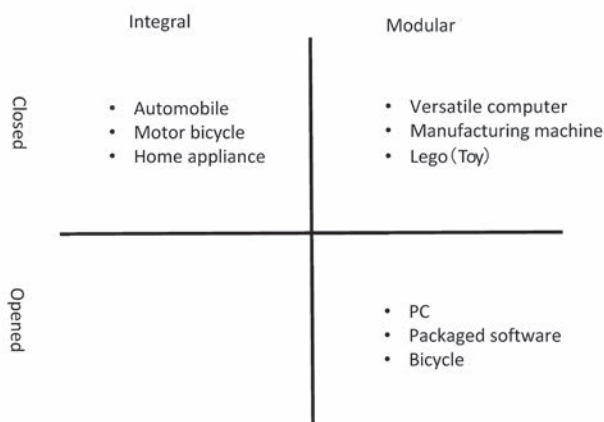 Integral
Modular
Closed
• Automobile
• Motor bicycle
• Home appliance
• Versatile computer
• Manufacturing machine
• Lego(Toy)
Opened
• PC
• Packaged software
• Bicycle